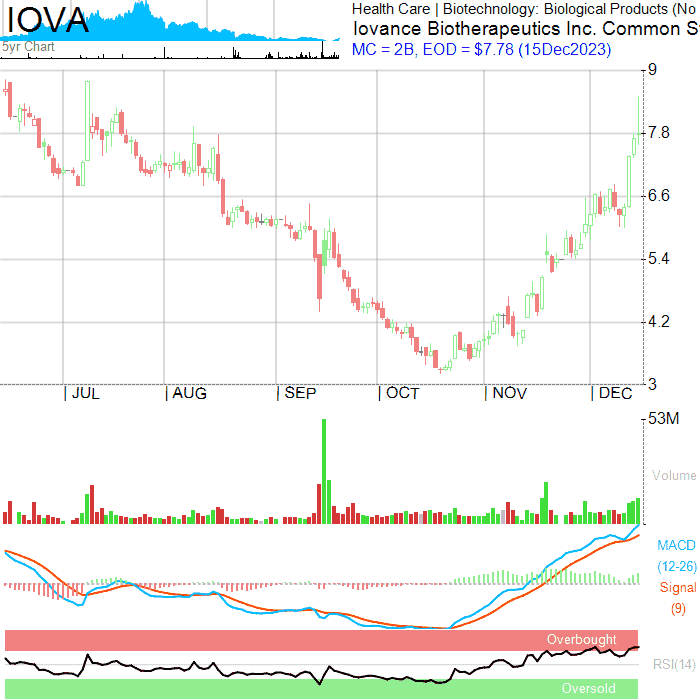 IOVA
5yr Chart
Health Care | Biotechnology: Biological Products (No
Iovance Biotherapeutics Inc. Common S
MC = 2B, EOD = $7.78 (15Dec2023)
9
7.8
6.6
5.4
4.2
3
| JUL | AUG | SEP | OCT | NOV | DEC
53M
Volume
MACD
(12-26)
Signal
(9)
Overbought
RSI(14)
Oversold